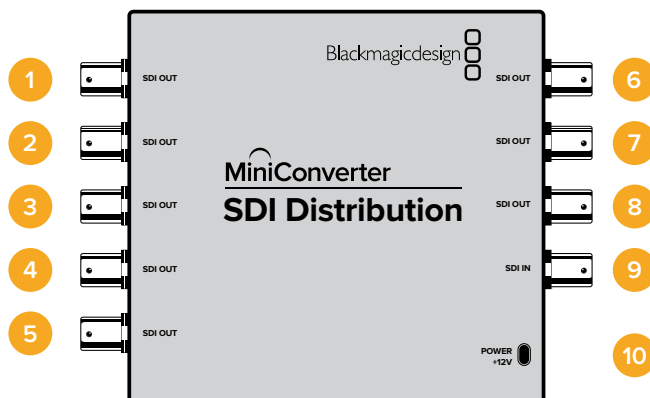 Blackmagicdesign
1 SDI OUT SDI OUT 6
2 SDI OUT SDI OUT 7
MiniConverter
3 SDI OUT SDI Distribution SDI OUT 8
4 SDI OUT SDI IN 9
5 SDI OUT
POWER
+12V
10